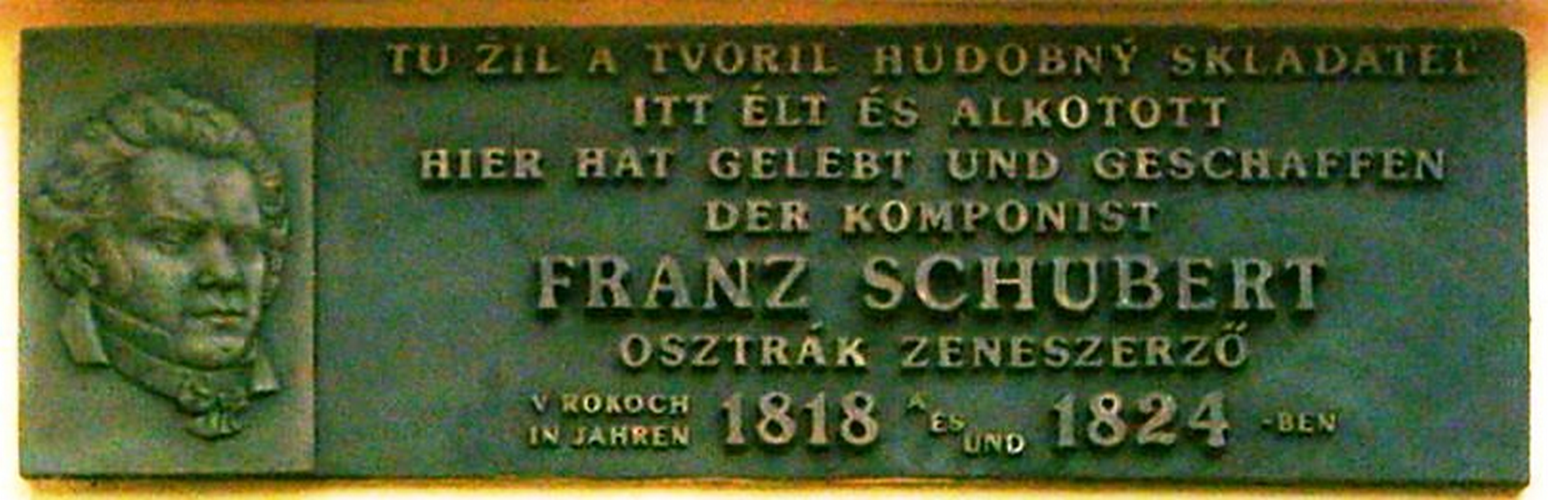 TU ŽIL A TVORIL HUDOBNÝ SKLADATEĽ
ITT ÉLT ÉS ALKOTOTT
HIER HAT GELEBT UND GESCHAFFEN
DER KOMPONIST
FRANZ SCHUBERT
OSZTRÁK ZENESZERZŐ
V ROKOCH
IN JAHREN 1818 A ÉS UND 1824 -BEN